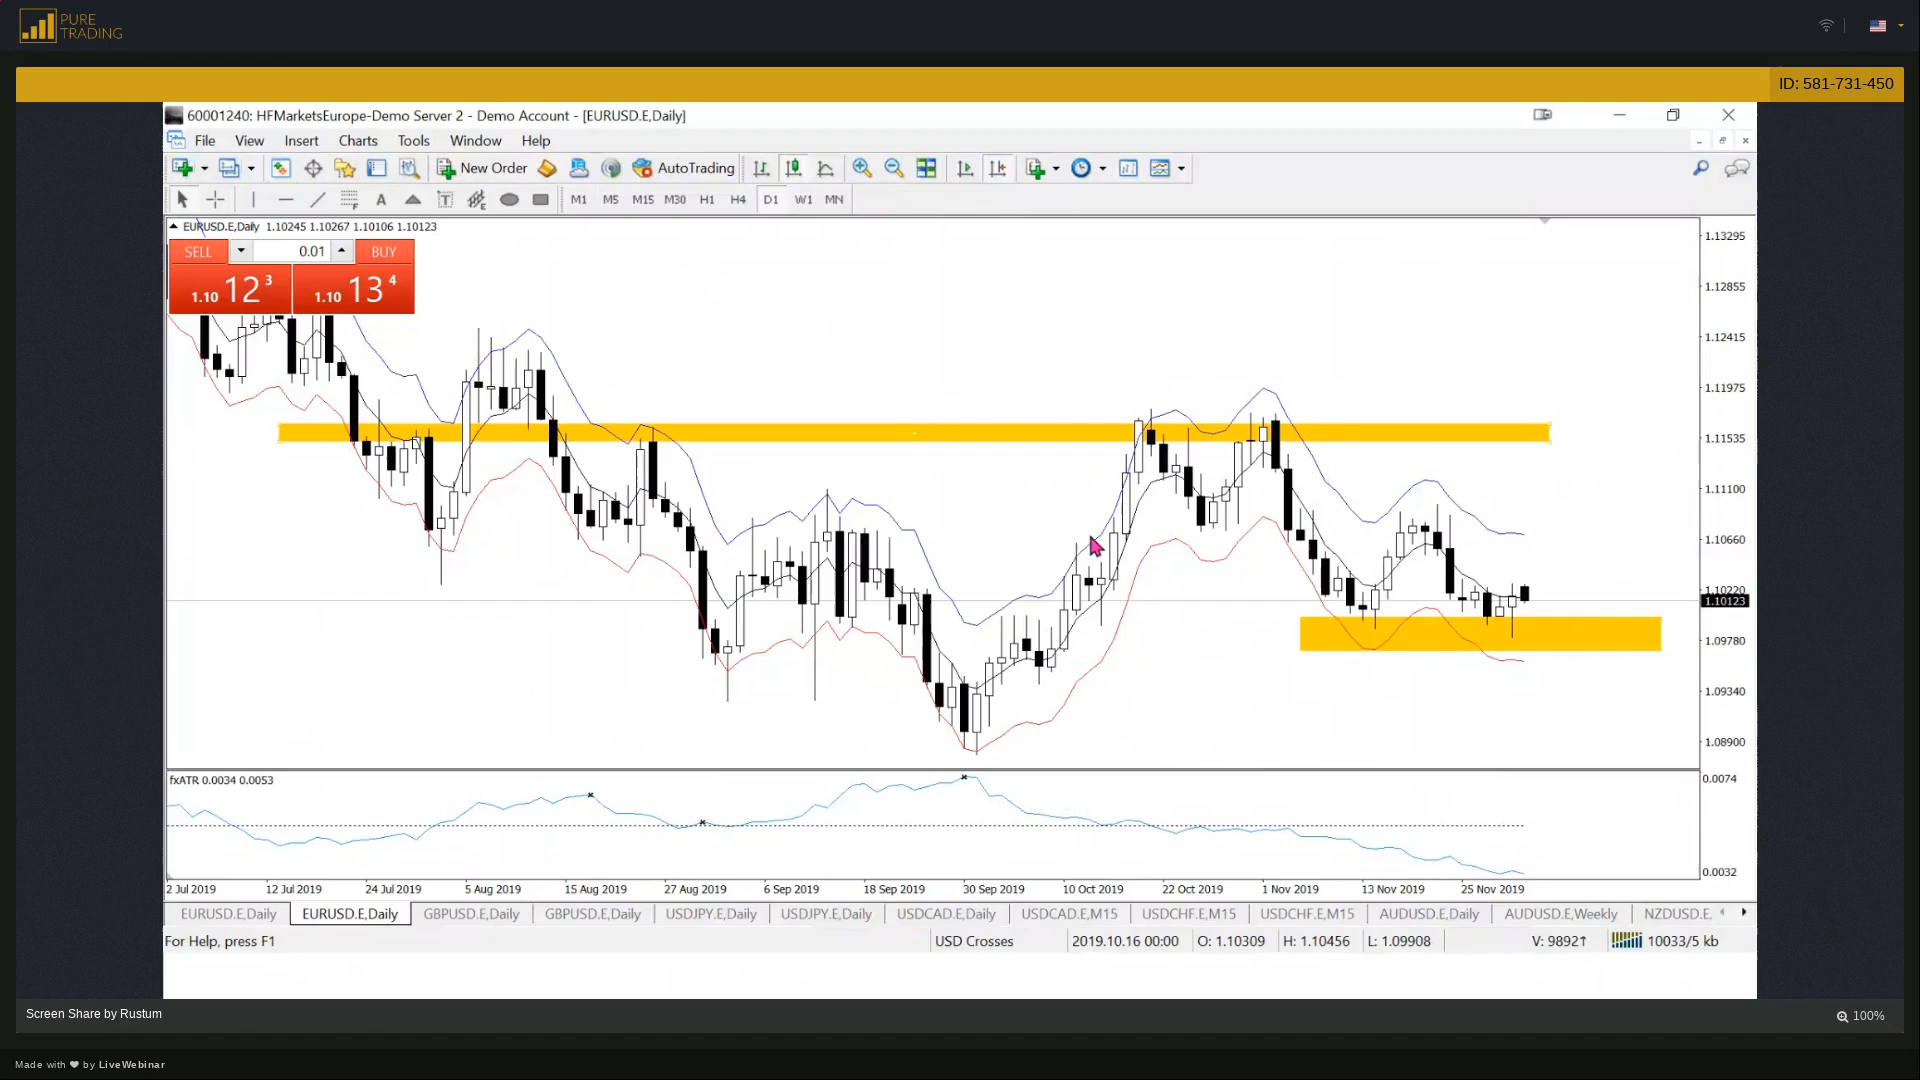 PURE
TRADING
ID: 581-731-450
60001240: HFMarketsEurope-Demo Server 2 - Demo Account - [EURUSD.E,Daily]
File View Insert Charts Tools Window Help
New Order AutoTrading
A T F E M1 M5 M15 M30 H1 H4 D1 W1 MN
EURUSD.E,Daily 1.10245 1.10267 1.10106 1.10123
SELL 0.01 BUY
1.10 12 3 1.10 13 4
1.13295
1.12855
1.12415
1.11975
1.11535
1.11100
1.10660
1.10220
1.10123
1.09780
1.09340
1.08900
fxATR 0.0034 0.0053
0.0074
0.0032
2 Jul 2019 12 Jul 2019 24 Jul 2019 5 Aug 2019 15 Aug 2019 27 Aug 2019 6 Sep 2019 18 Sep 2019 30 Sep 2019 10 Oct 2019 22 Oct 2019 1 Nov 2019 13 Nov 2019 25 Nov 2019
EURUSD.E,Daily EURUSD.E,Daily GBPUSD.E,Daily GBPUSD.E,Daily USDJPY.E,Daily USDJPY.E,Daily USDCAD.E,Daily USDCAD.E,M15 USDCHF.E,M15 USDCHF.E,M15 AUDUSD.E,Daily AUDUSD.E,Weekly NZDUSD.E,
For Help, press F1 USD Crosses 2019.10.16 00:00 O: 1.10309 H: 1.10456 L: 1.09908 V: 98921 10033/5 kb
Screen Share by Rustum
100%
Made with ❤ by LiveWebinar